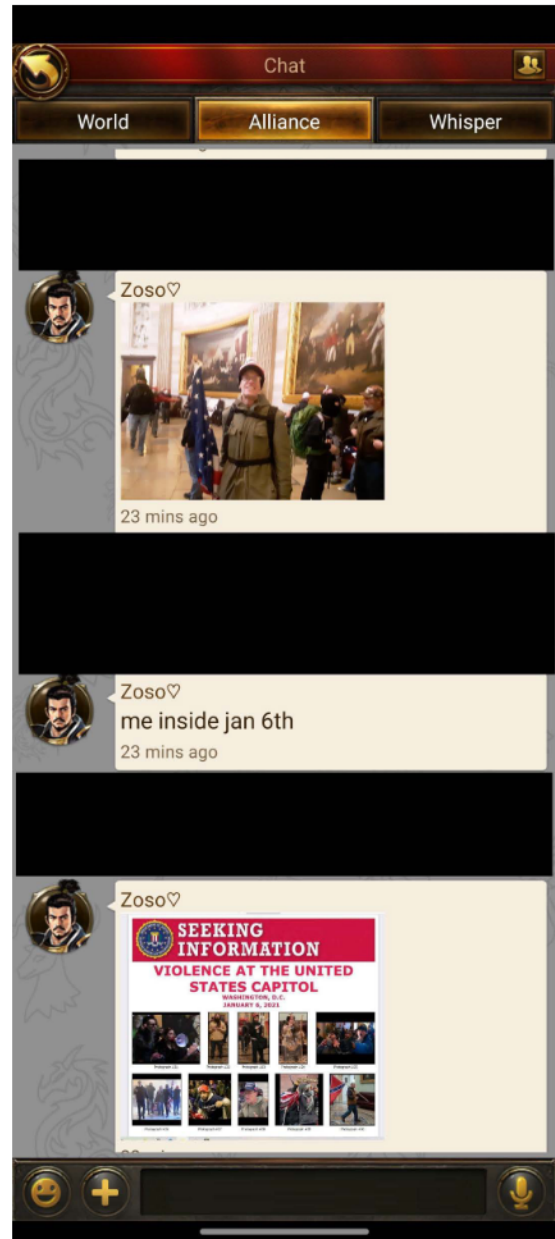 Chat
World
Alliance
Whisper
Zoso♡
23 mins ago
Zoso♡
me inside jan 6th
23 mins ago
Zoso♡
SEEKING
INFORMATION
VIOLENCE AT THE UNITED
STATES CAPITOL
WASHINGTON, D.C.
JANUARY 6, 2021